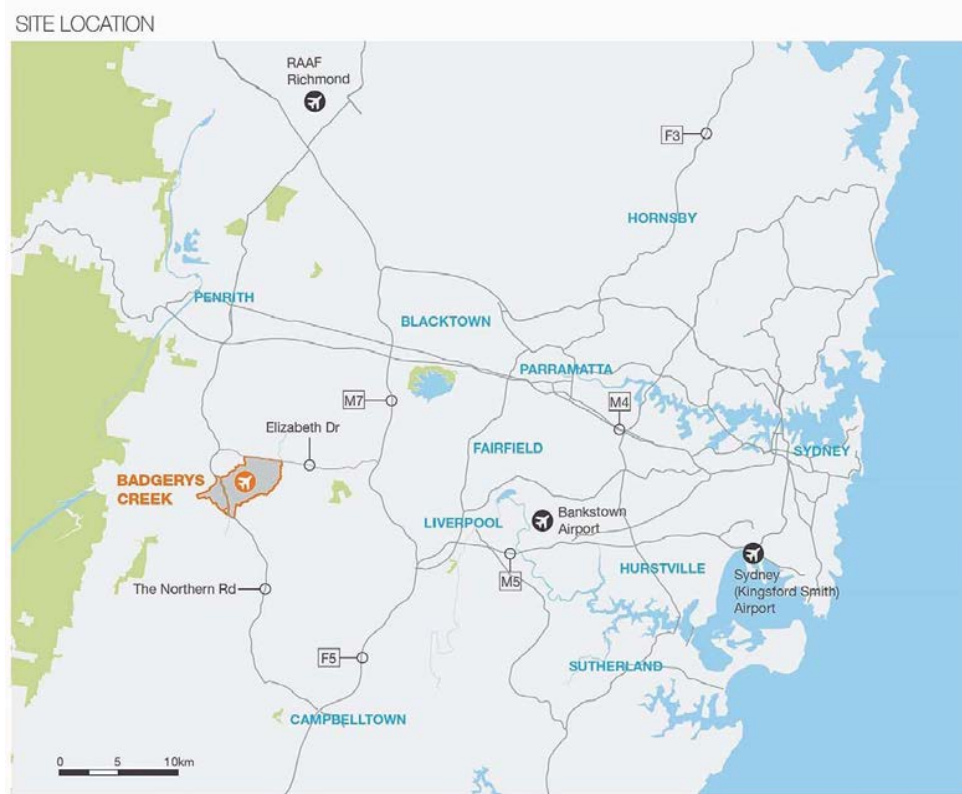 SITE LOCATION
RAAF
Richmond
F3
HORNSBY
PENRITH
BLACKTOWN
PARRAMATTA
M7
M4
Elizabeth Dr
FAIRFIELD
SYDNEY
BADGERYS
CREEK
LIVERPOOL
Bankstown
Airport
HURSTVILLE
M5
Sydney
(Kingsford Smith)
Airport
The Northern Rd
F5
SUTHERLAND
CAMPBELLTOWN
0 5 10km